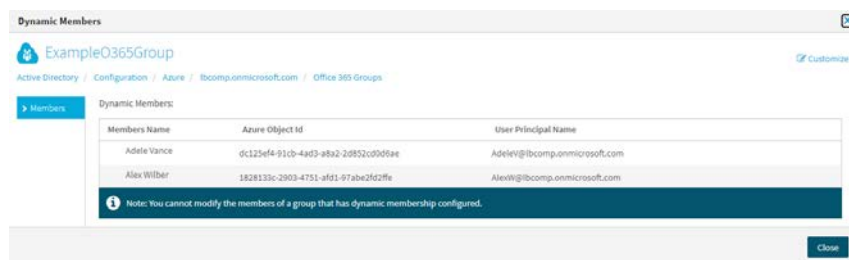 Dynamic Members
ExampleO365Group
Customize
Active Directory / Configuration / Azure / lbcomp.onmicrosoft.com / Office 365 Groups
Members
Dynamic Members:
Members Name Azure Object Id User Principal Name
Adele Vance dc125ef4-91cb-4ad3-a8a2-2d852cd0d6ae AdeleV@lbcomp.onmicrosoft.com
Alex Wilber 1828133c-2903-4751-afd1-97abe2fd2ffe AlexW@lbcomp.onmicrosoft.com
Note: You cannot modify the members of a group that has dynamic membership configured.
Close